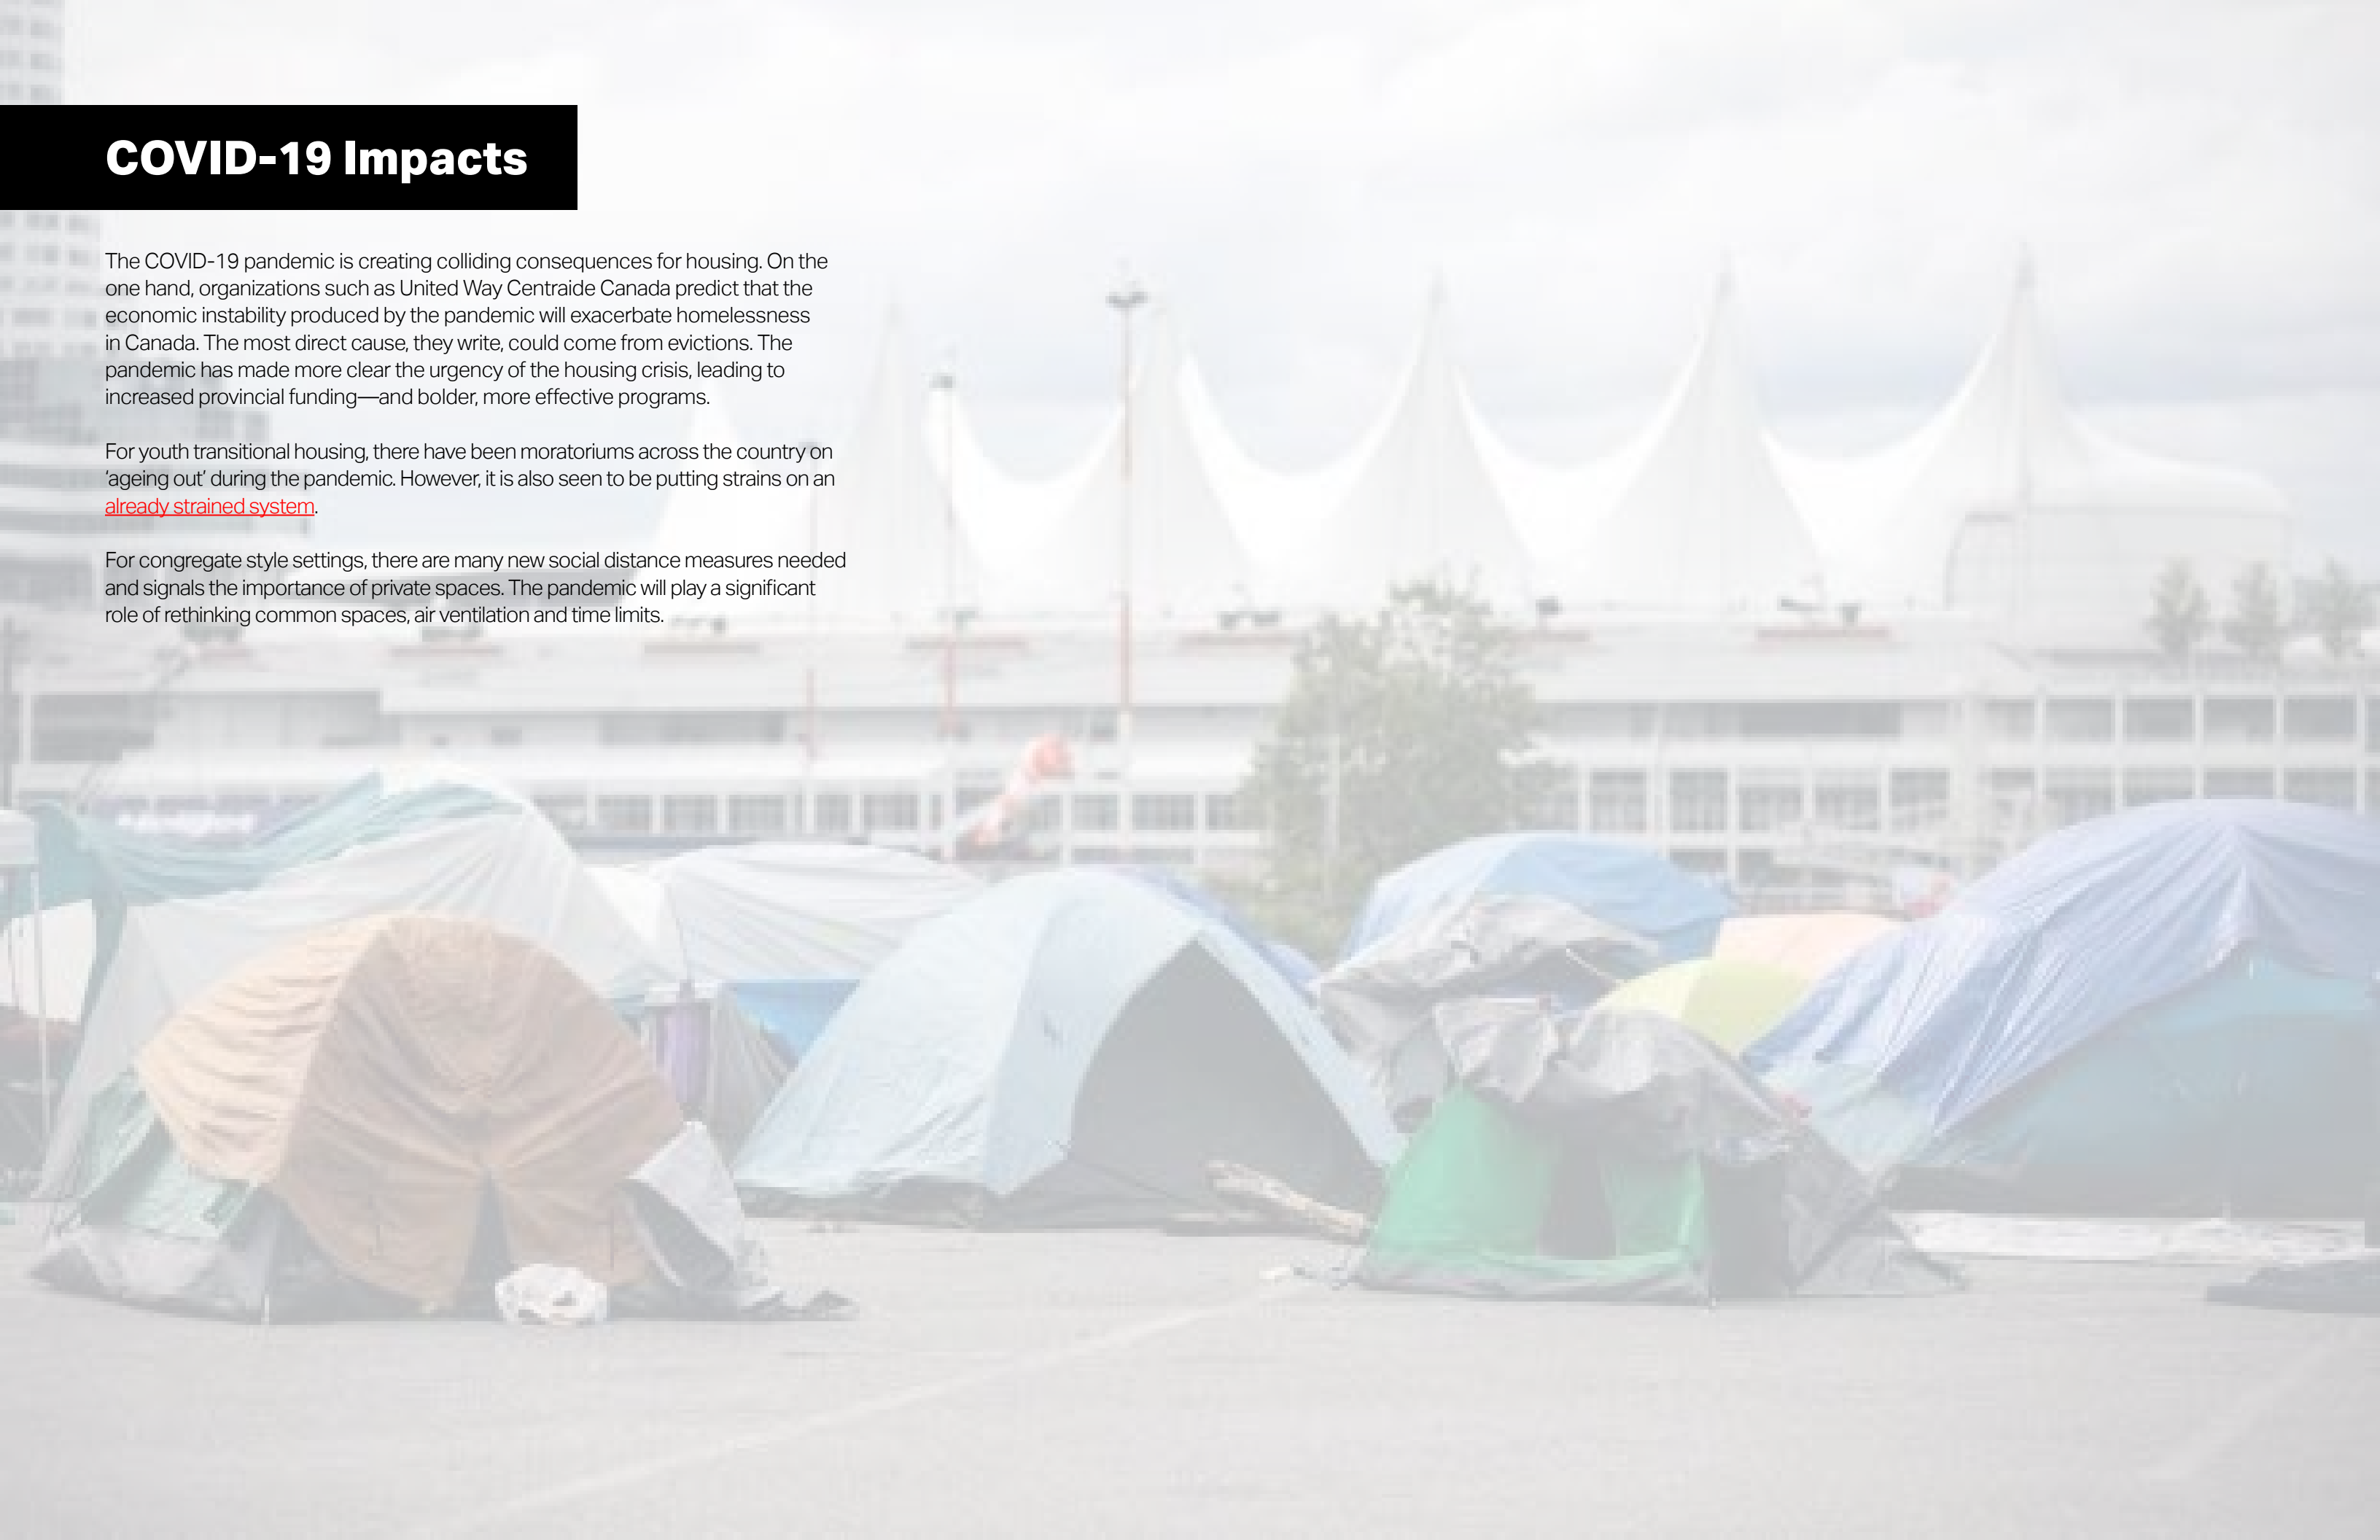 COVID-19 Impacts
The COVID-19 pandemic is creating colliding consequences for housing. On the
one hand, organizations such as United Way Centraide Canada predict that the
economic instability produced by the pandemic will exacerbate homelessness
in Canada. The most direct cause, they write, could come from evictions. The
pandemic has made more clear the urgency of the housing crisis, leading to
increased provincial funding—and bolder, more effective programs.
For youth transitional housing, there have been moratoriums across the country on
‘ageing out’ during the pandemic. However, it is also seen to be putting strains on an
already strained system.
For congregate style settings, there are many new social distance measures needed
and signals the importance of private spaces. The pandemic will play a significant
role of rethinking common spaces, air ventilation and time limits.